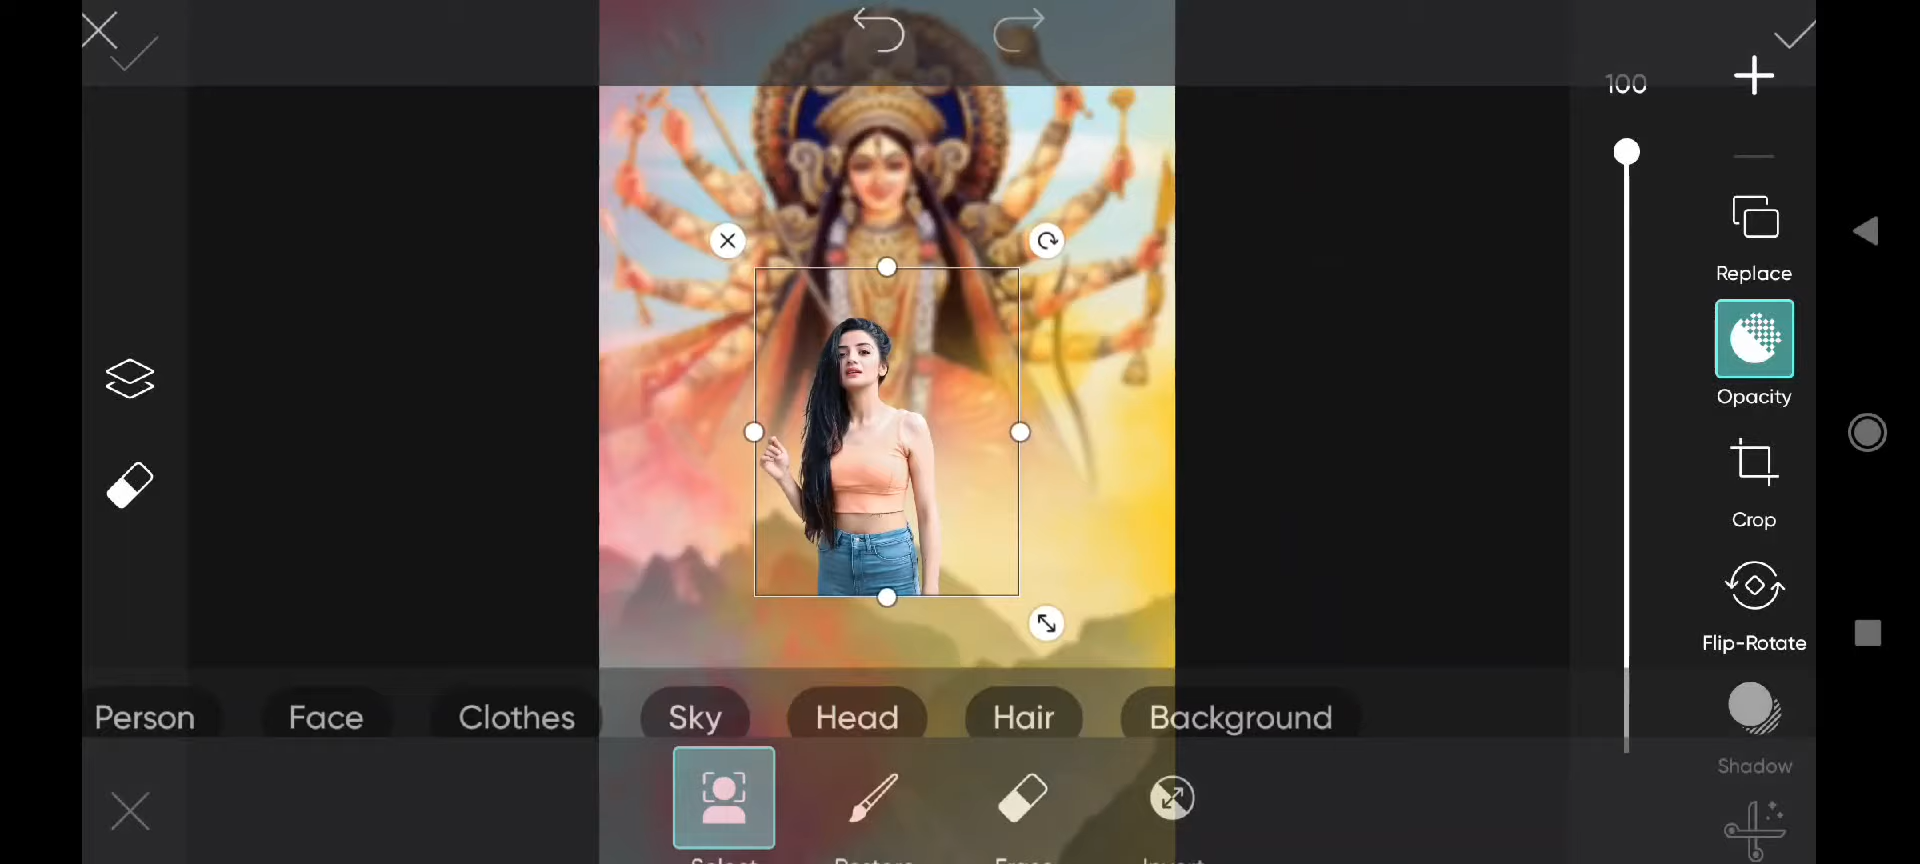 100
Replace
Opacity
Crop
Flip-Rotate
Shadow
Person
Face
Clothes
Sky
Head
Hair
Background